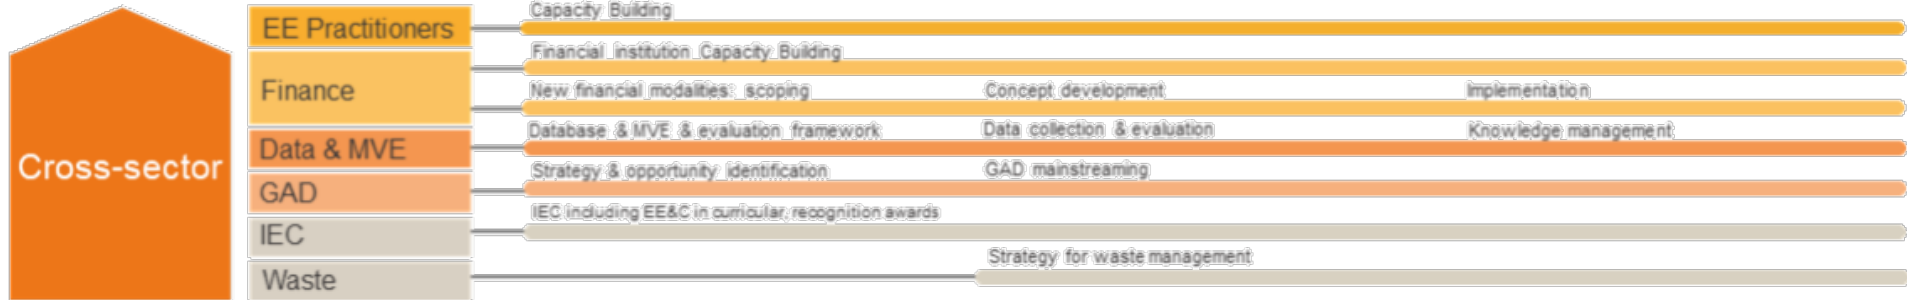 Cross-sector
EE Practitioners
Capacity Building
Finance
Financial institution Capacity Building
New financial modalities: scoping
Concept development
Implementation
Data & MVE
Database & MVE & evaluation framework
Data collection & evaluation
Knowledge management
GAD
Strategy & opportunity identification
GAD mainstreaming
IEC
IEC including EE&C in curricular, recognition awards
Waste
Strategy for waste management